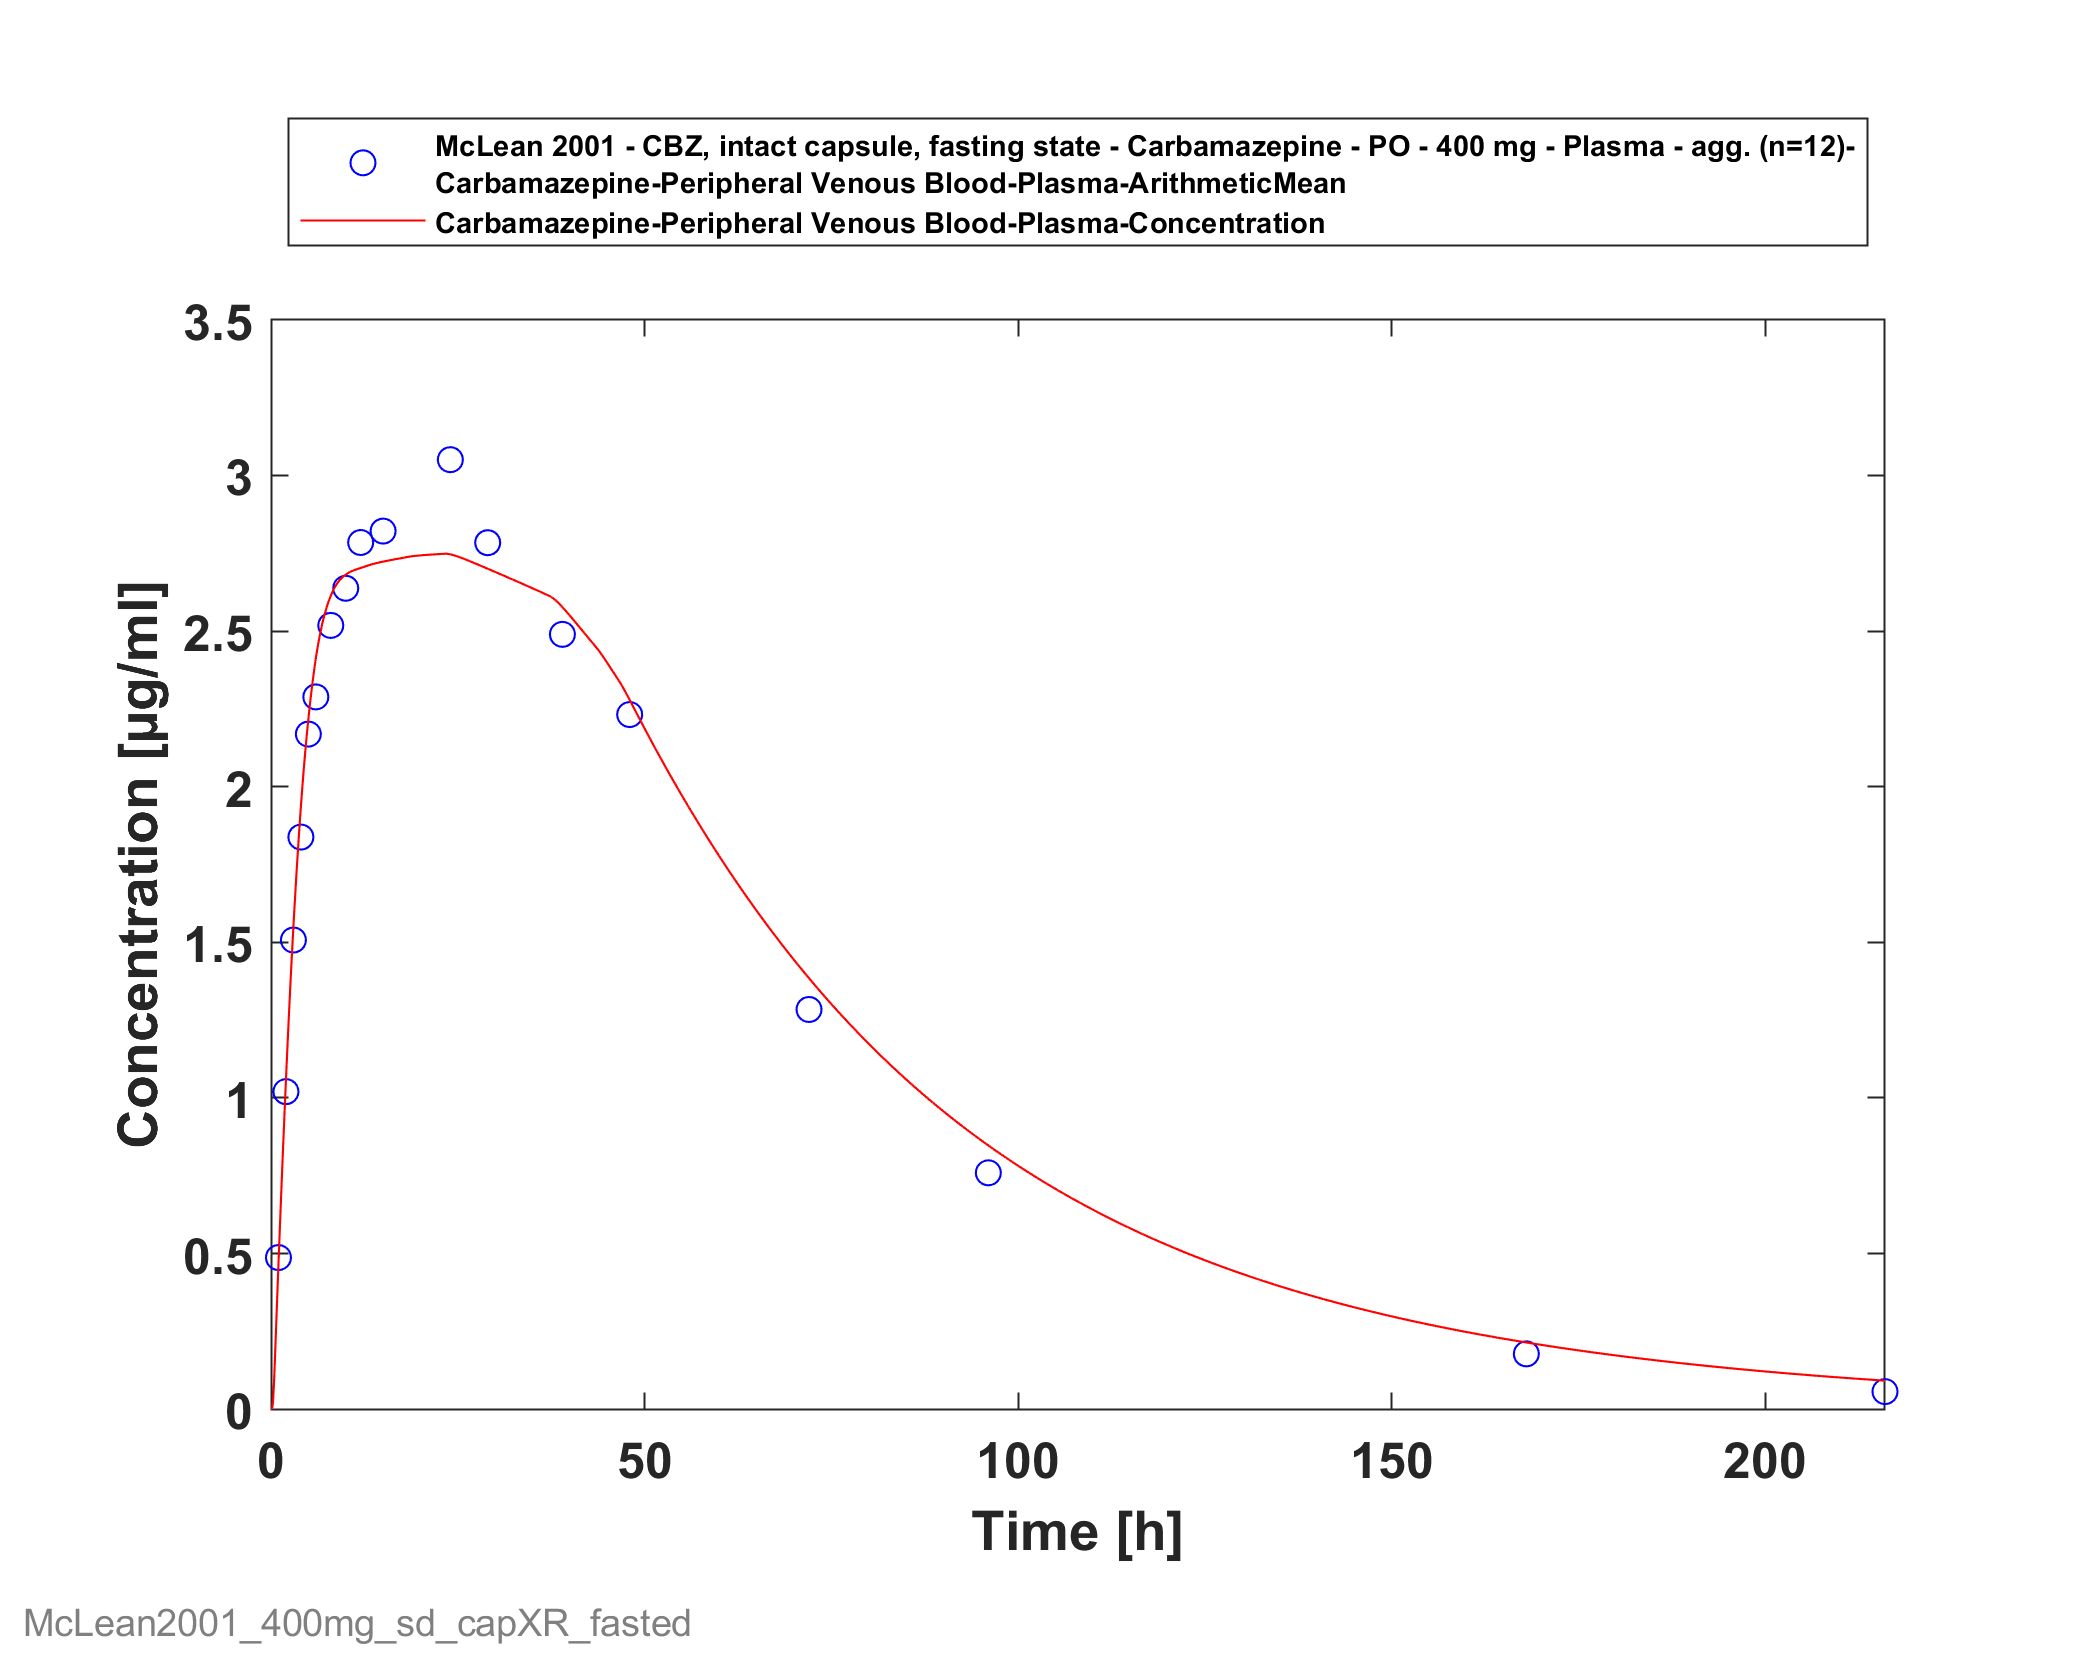 McLean 2001 - CBZ, intact capsule, fasting state - Carbamazepine - PO - 400 mg - Plasma - agg. (n=12)-
Carbamazepine-Peripheral Venous Blood-Plasma-ArithmeticMean
Carbamazepine-Peripheral Venous Blood-Plasma-Concentration
3.5
3
2.5
2
1.5
1
0.5
0
Concentration [µg/ml]
0 50 100 150 200
Time [h]
McLean2001_400mg_sd_capXR_fasted